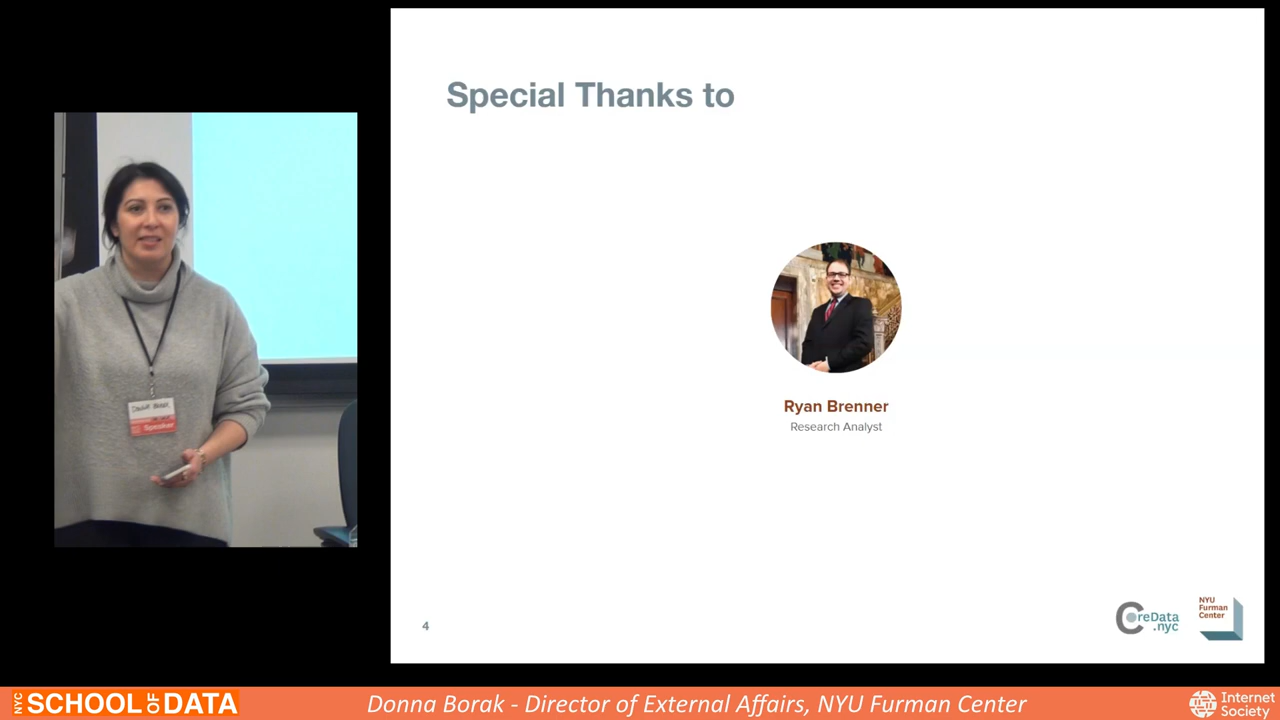 Special Thanks to
Ryan Brenner
Research Analyst
4
CoreData
.nyc
NYU
Furman
Center
Speaker
NYC SCHOOL OF DATA
Donna Borak - Director of External Affairs, NYU Furman Center
Internet
Society